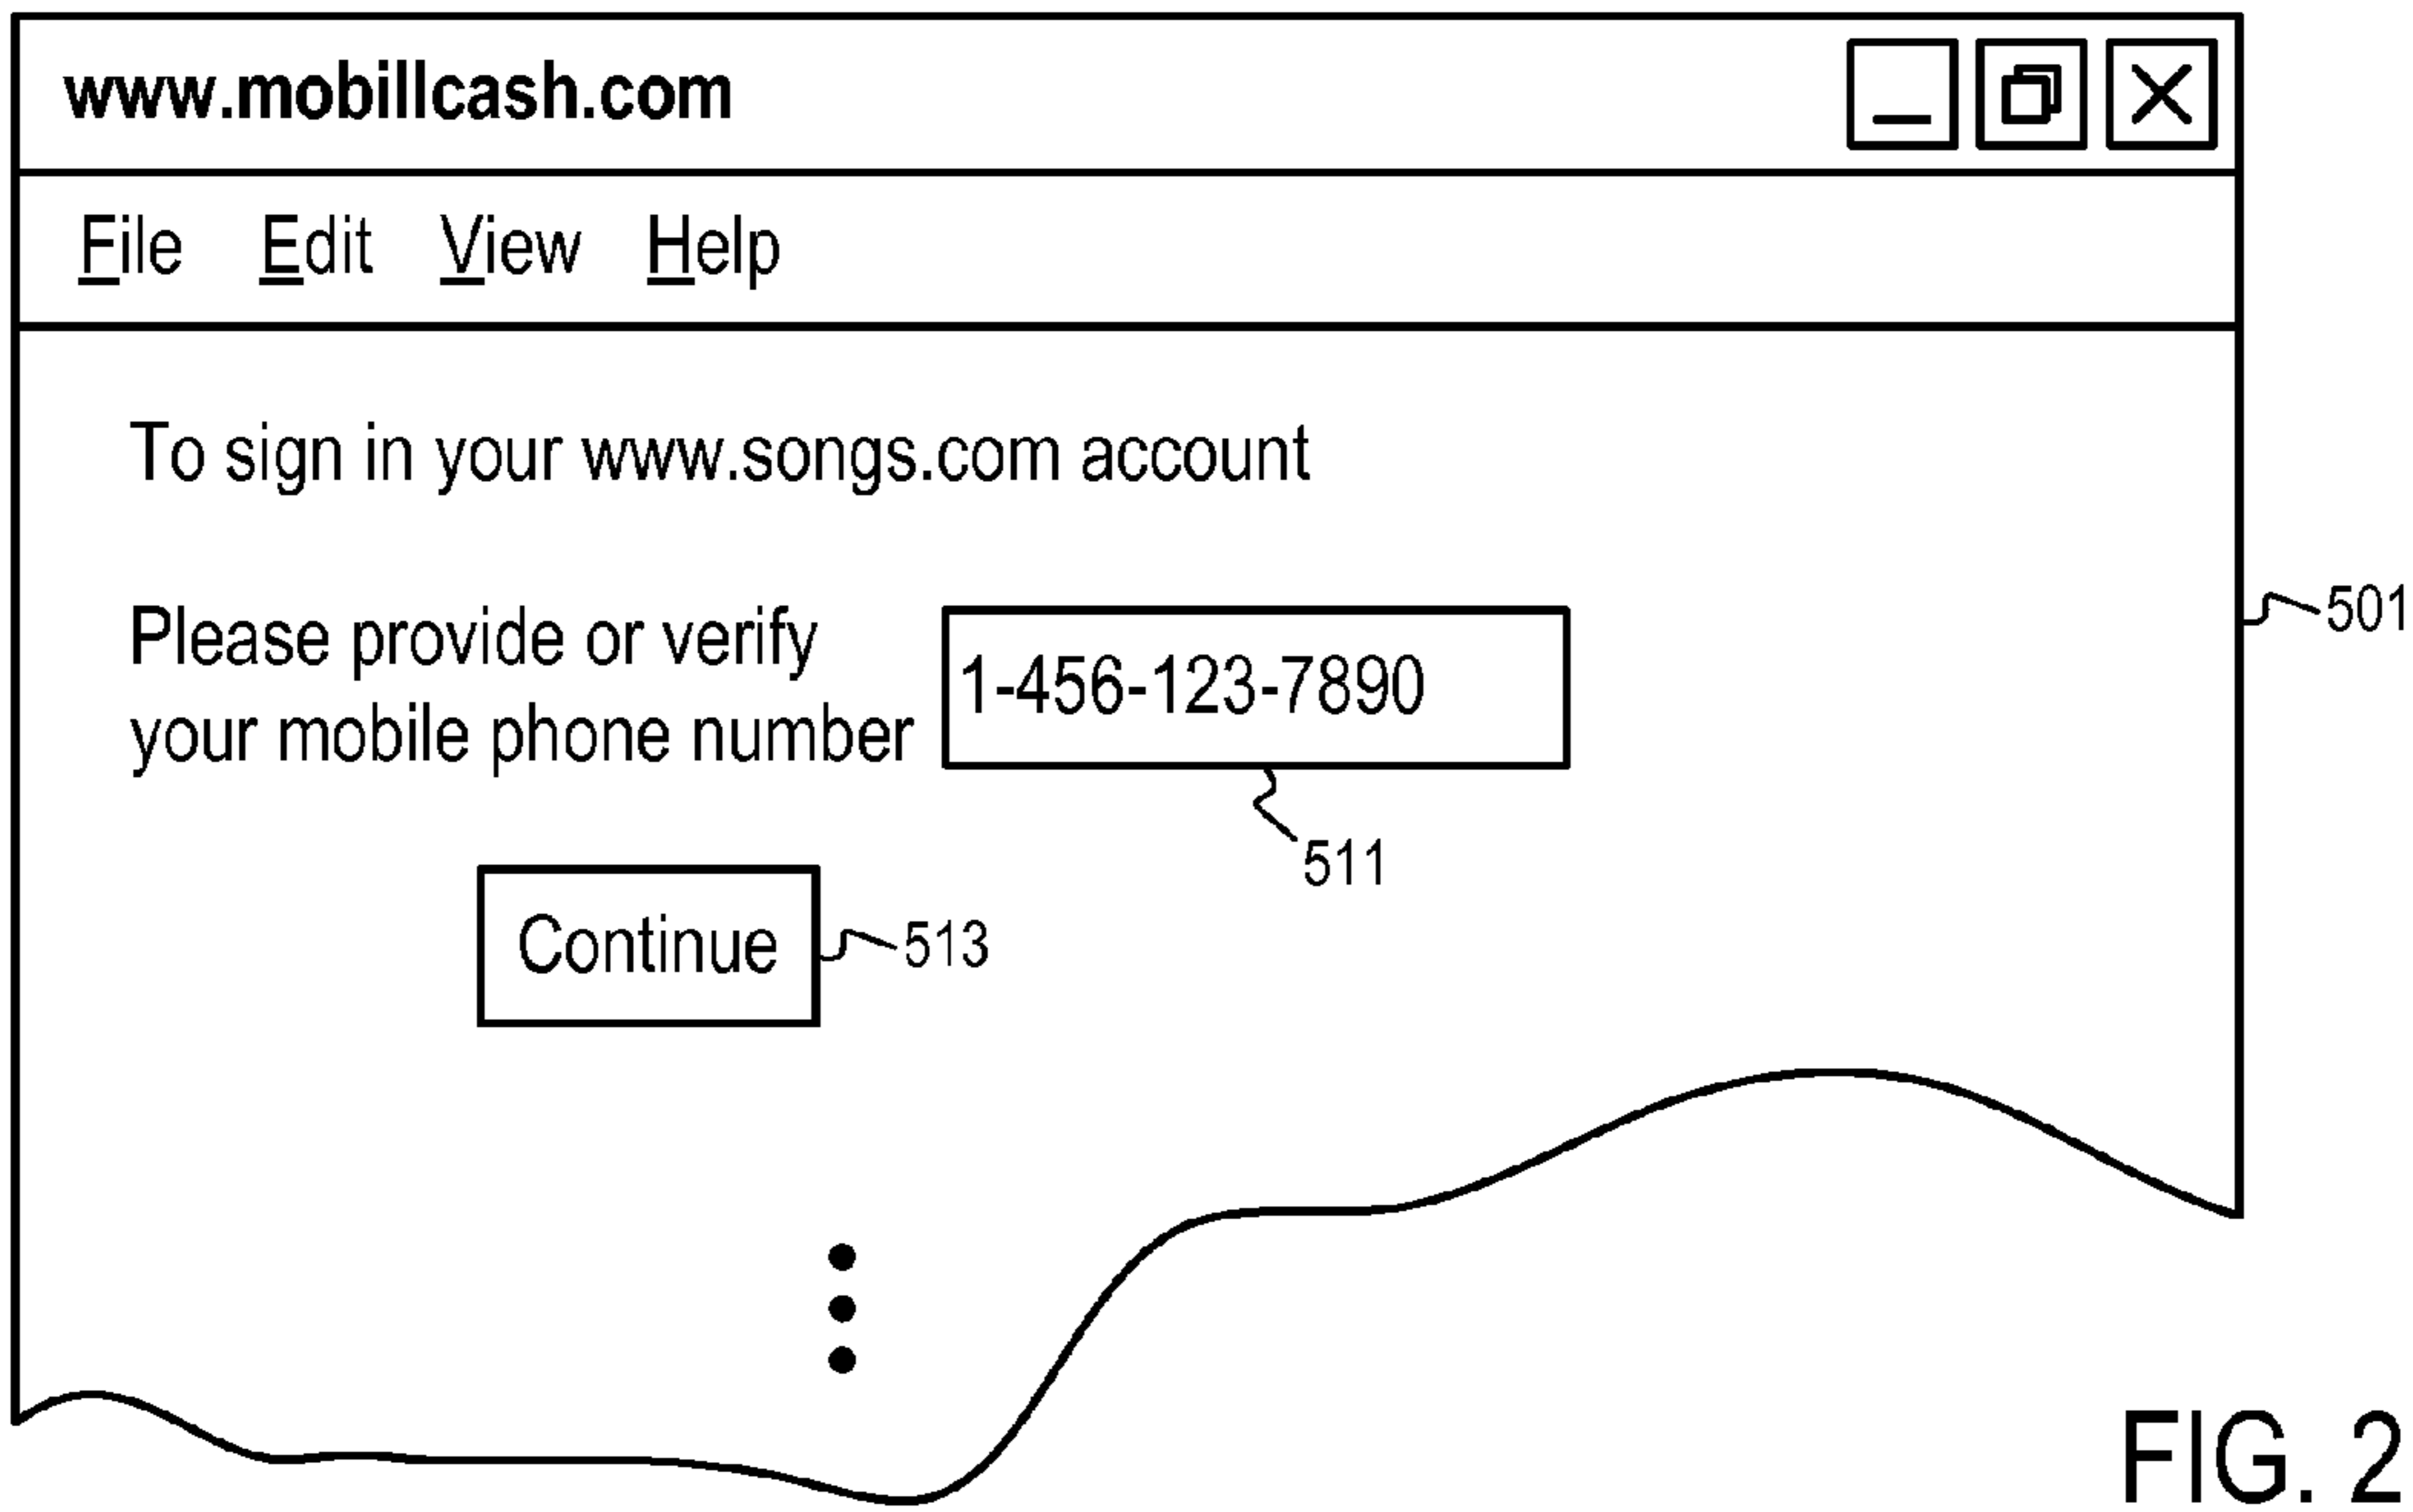 www.mobillcash.com
File Edit View Help
To sign in your www.songs.com account
Please provide or verify
your mobile phone number
1-456-123-7890
501
511
Continue
513
FIG. 2